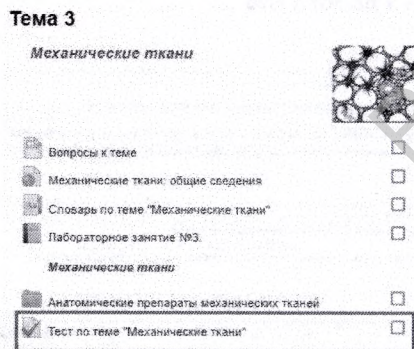 Тема 3
Механические ткани
Вопросы к теме
Механические ткани: общие сведения
Словарь по теме "Механические ткани"
Лабораторное занятие №3.
Механические ткани
Анатомические препараты механических тканей
Тест по теме "Механические ткани"